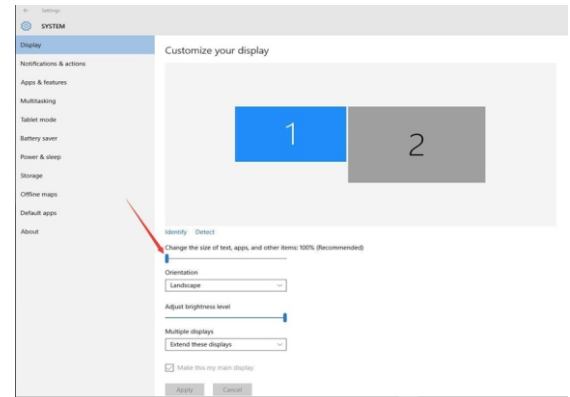 Settings
SYSTEM
Display
Notifications & actions
Apps & features
Multitasking
Tablet mode
Battery saver
Power & sleep
Storage
Offline maps
Default apps
About
Customize your display
1
2
Identify Detect
Change the size of text, apps, and other items: 100% (Recommended)
Orientation
Landscape
Adjust brightness level
Multiple displays
Extend these displays
Make this my main display
Apply Cancel